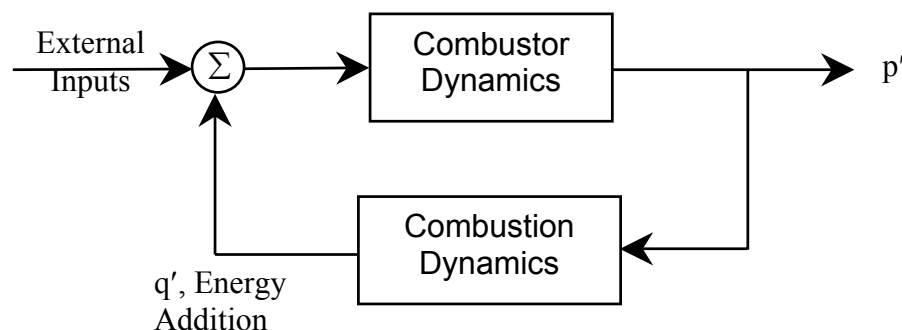 External
Inputs
Σ
Combustor
Dynamics
p′
Combustion
Dynamics
q′, Energy
Addition